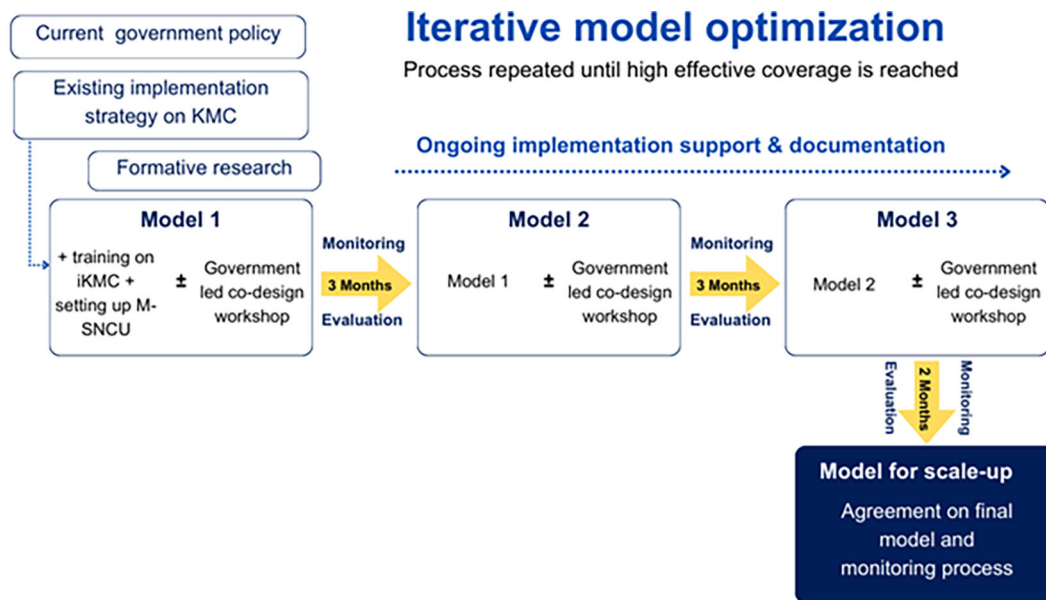 Current government policy
Existing implementation
strategy on KMC
Formative research
Iterative model optimization
Process repeated until high effective coverage is reached
Ongoing implementation support & documentation
Model 1
+ training on
iKMC +
setting up M-
SNCU
±
Government
led co-design
workshop
Monitoring
3 Months
Evaluation
Model 2
Model 1
±
Government
led co-design
workshop
Monitoring
3 Months
Evaluation
Model 3
Model 2
±
Government
led co-design
workshop
Monitoring
2 Months
Evaluation
Model for scale-up
Agreement on final
model and
monitoring process